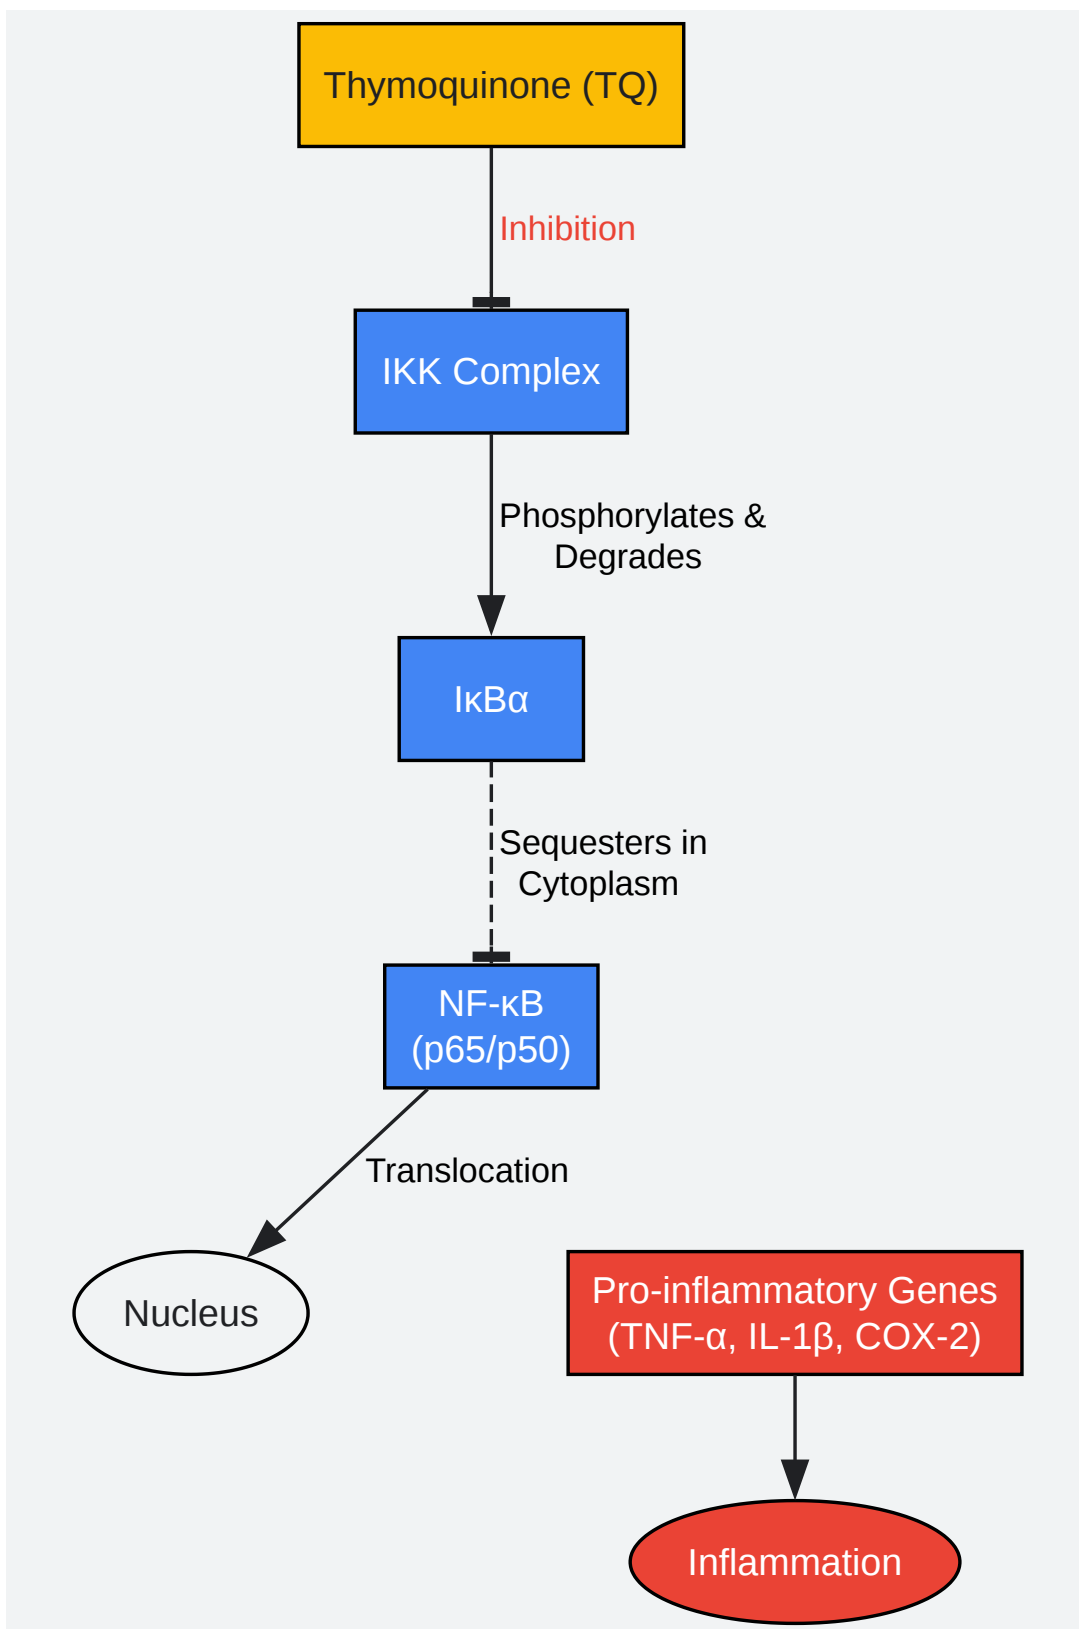 Thymoquinone (TQ)
Inhibition
IKK Complex
Phosphorylates &
Degrades
IκBα
Sequesters in
Cytoplasm
NF-κB
(p65/p50)
Translocation
Nucleus
Pro-inflammatory Genes
(TNF-α, IL-1β, COX-2)
Inflammation